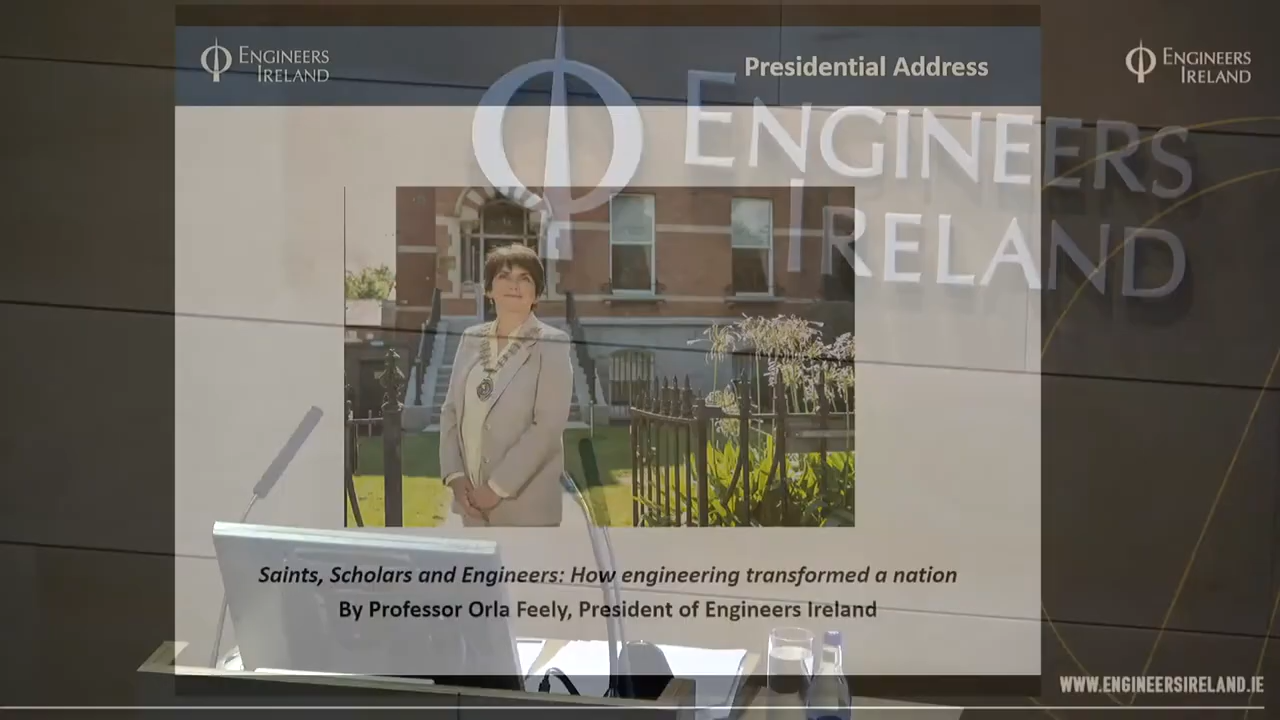 ENGINEERS
IRELAND
Presidential Address
ENGINEERS
IRELAND
ENGINEERS
IRELAND
Saints, Scholars and Engineers: How engineering transformed a nation
By Professor Orla Feely, President of Engineers Ireland
WWW.ENGINEERSIRELAND.IE